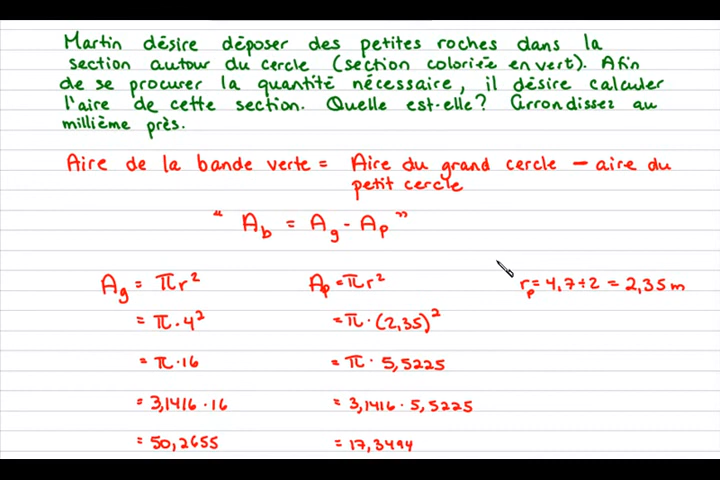 Martin désire déposer des petites roches dans la
section autour du cercle (section coloriée en vert). Afin
de se procurer la quantité nécessaire, il désire calculer
l'aire de cette section. Quelle est-elle? Arrondissez au
millième près.
Aire de la bande verte = Aire du grand cercle - aire du
petit cercle
" Ab = Ag - Ap "
Ag = πr² Ap = πr² rp = 4,7 ÷ 2 = 2,35 m
= π · 4² = π · (2,35)²
= π · 16 = π · 5,5225
= 3,1416 · 16 = 3,1416 · 5,5225
= 50,2655 = 17,3494